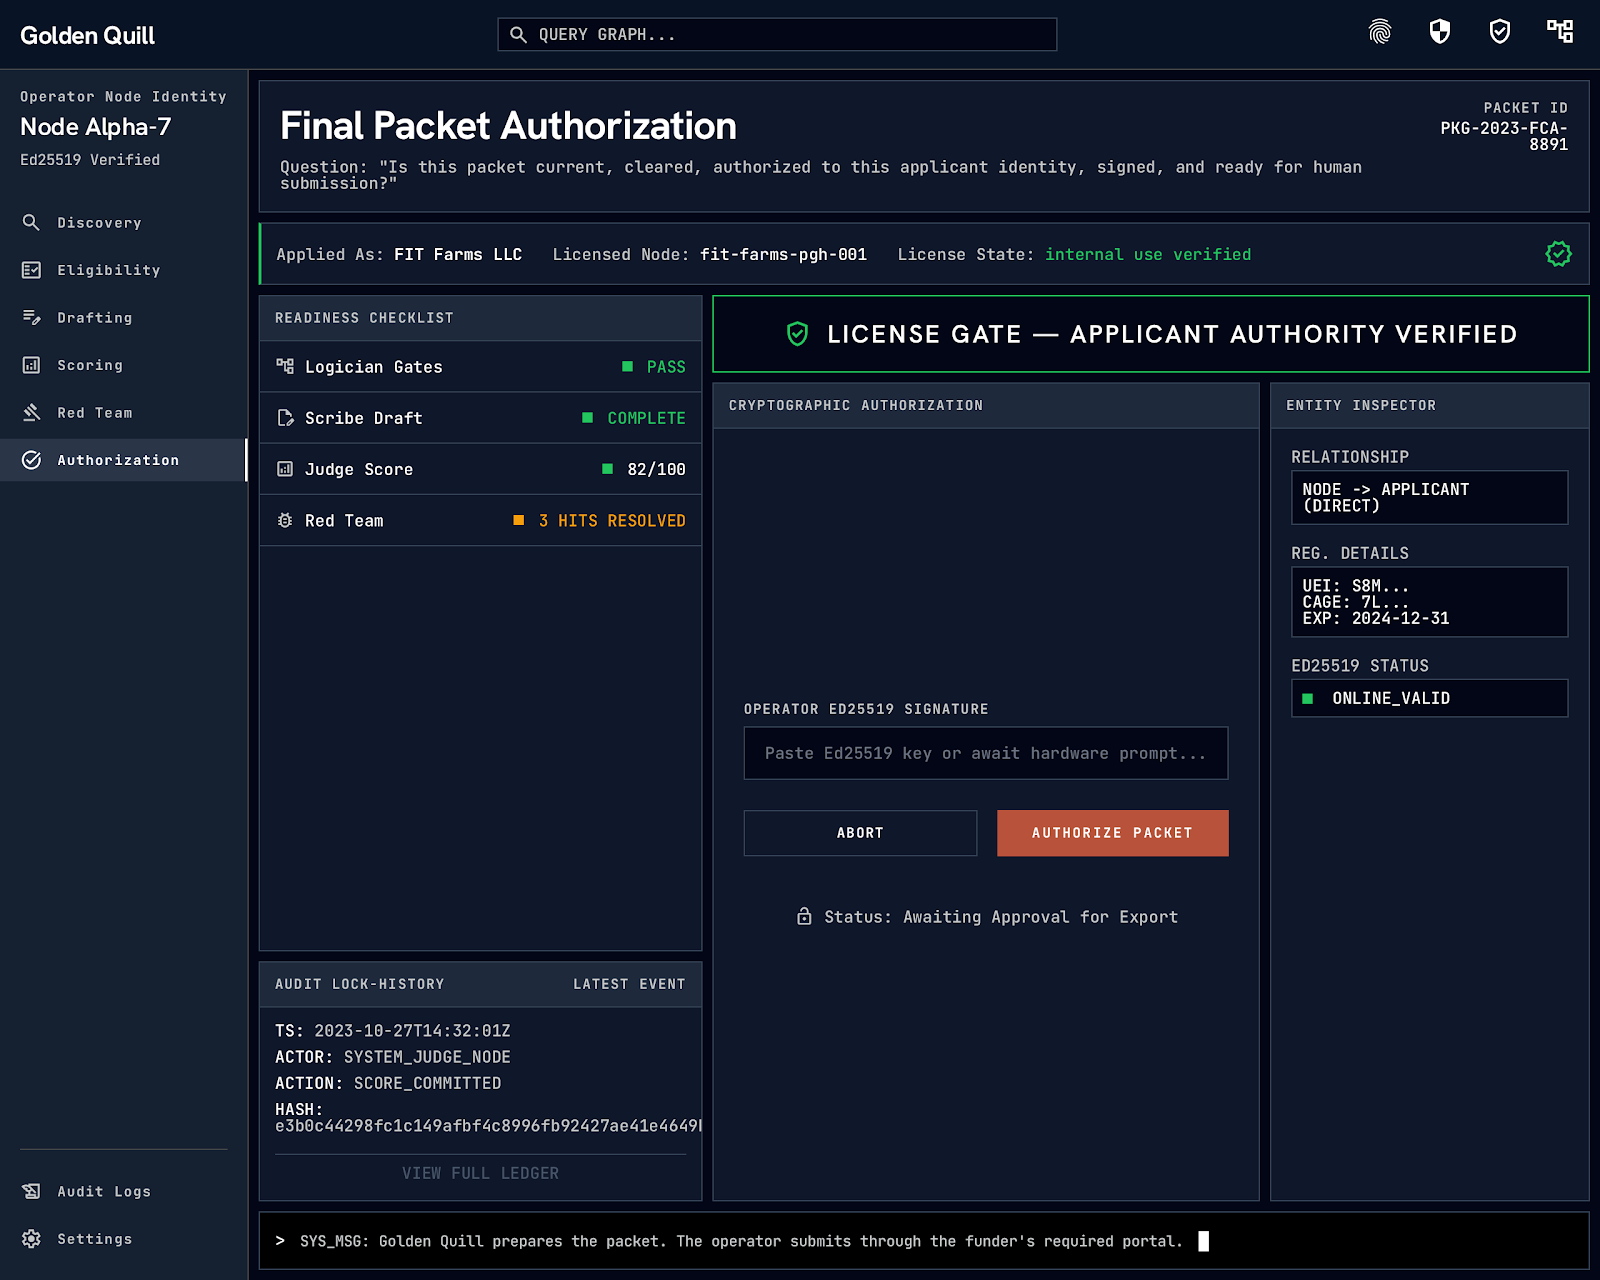 Golden Quill
QUERY GRAPH...
Operator Node Identity
Node Alpha-7
Ed25519 Verified
Discovery
Eligibility
Drafting
Scoring
Red Team
Authorization
Audit Logs
Settings
Final Packet Authorization
Question: "Is this packet current, cleared, authorized to this applicant identity, signed, and ready for human
submission?"
PACKET ID
PKG-2023-FCA-
8891
Applied As: FIT Farms LLC Licensed Node: fit-farms-pgh-001 License State: internal use verified
READINESS CHECKLIST
Logician Gates PASS
Scribe Draft COMPLETE
Judge Score 82/100
Red Team 3 HITS RESOLVED
AUDIT LOCK-HISTORY LATEST EVENT
TS: 2023-10-27T14:32:01Z
ACTOR: SYSTEM_JUDGE_NODE
ACTION: SCORE_COMMITTED
HASH:
e3b0c44298fc1c149afbf4c8996fb92427ae41e4649
VIEW FULL LEDGER
LICENSE GATE — APPLICANT AUTHORITY VERIFIED
CRYPTOGRAPHIC AUTHORIZATION
OPERATOR ED25519 SIGNATURE
Paste Ed25519 key or await hardware prompt...
ABORT
AUTHORIZE PACKET
Status: Awaiting Approval for Export
ENTITY INSPECTOR
RELATIONSHIP
NODE -> APPLICANT
(DIRECT)
REG. DETAILS
UEI: S8M...
CAGE: 7L...
EXP: 2024-12-31
ED25519 STATUS
ONLINE_VALID
> SYS_MSG: Golden Quill prepares the packet. The operator submits through the funder's required portal.